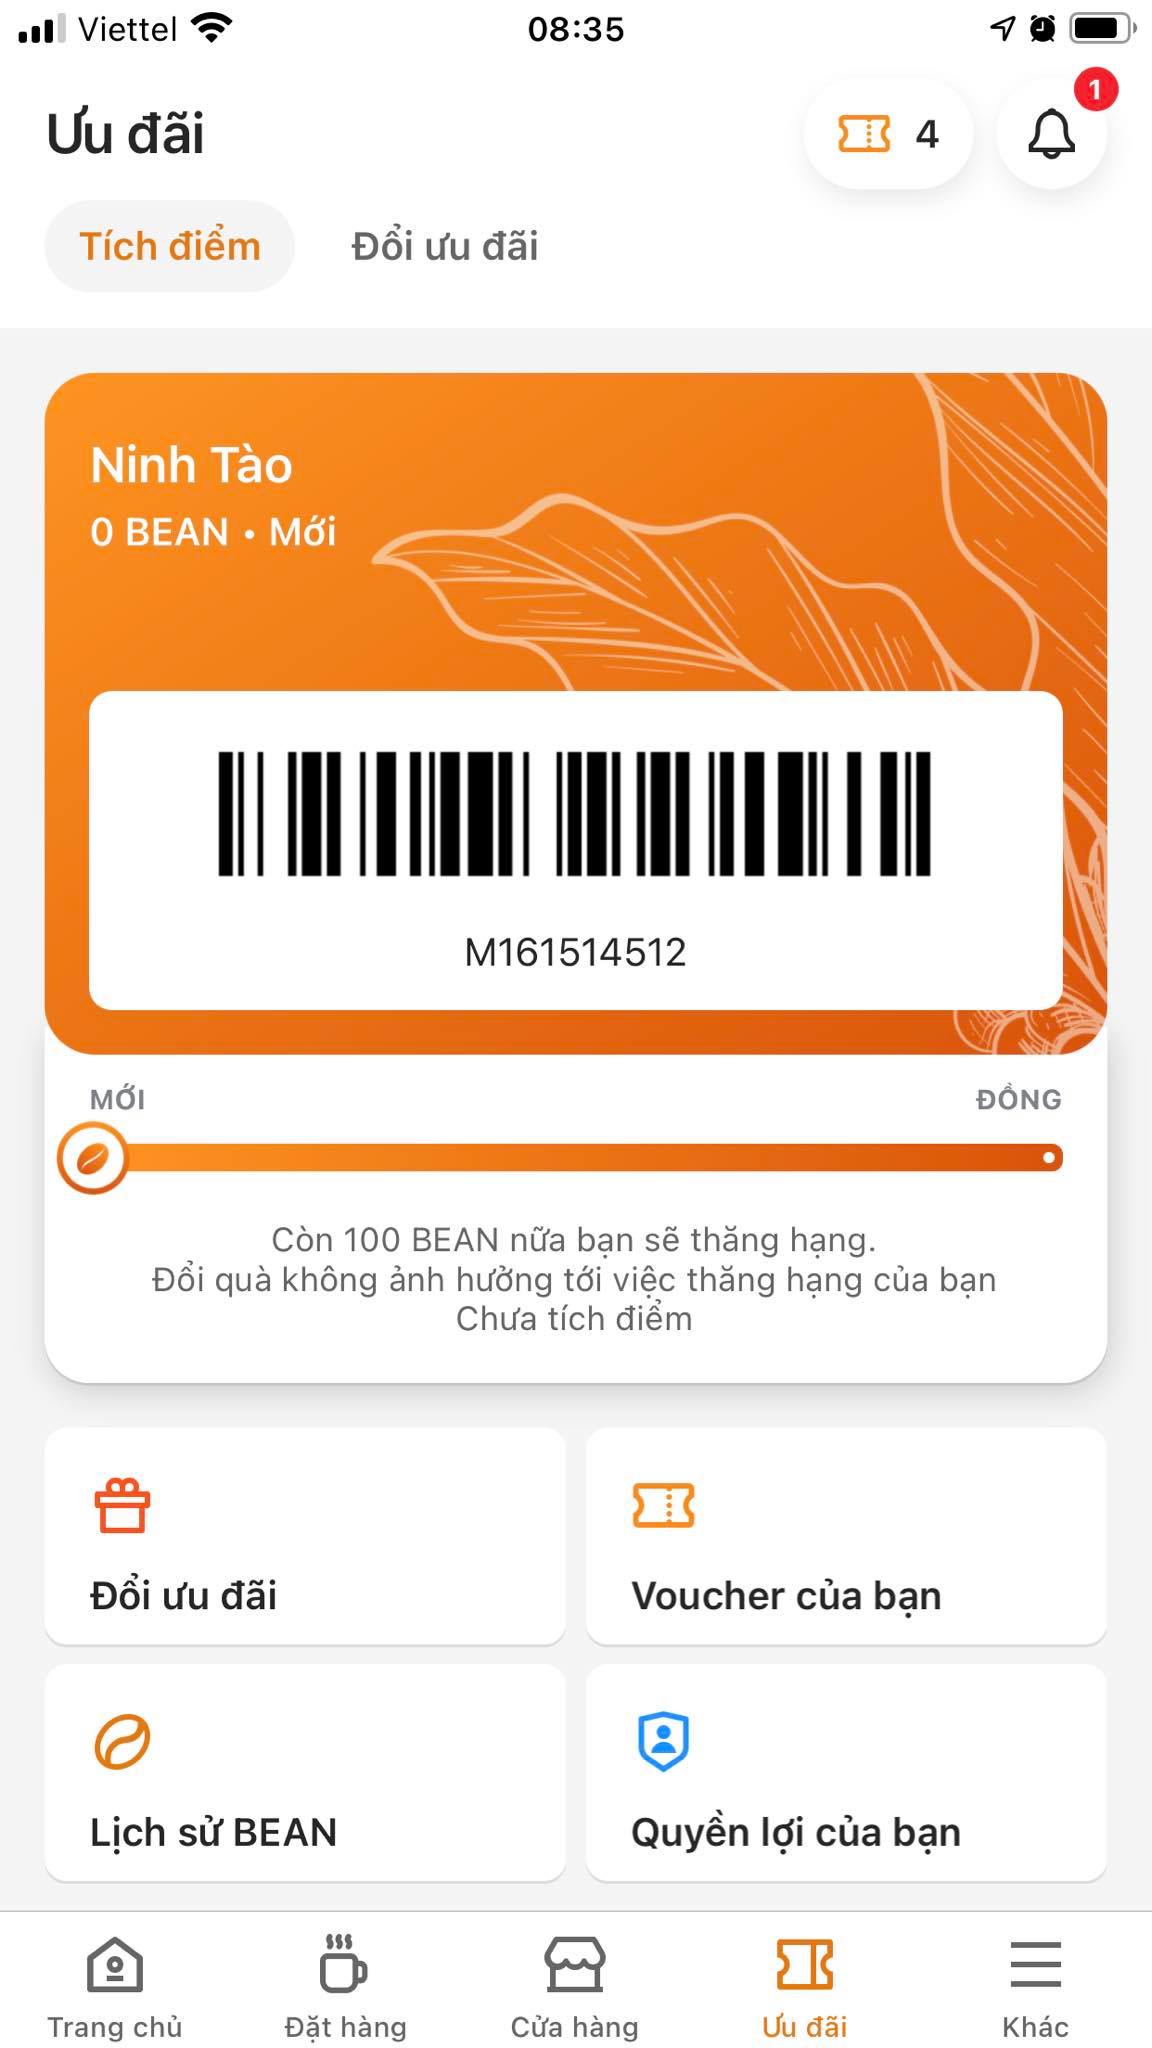 Viettel 08:35
Ưu đãi 4 1
Tích điểm Đổi ưu đãi
Ninh Tào
0 BEAN • Mới
M161514512
MỚI ĐỒNG
Còn 100 BEAN nữa bạn sẽ thăng hạng.
Đổi quà không ảnh hưởng tới việc thăng hạng của bạn
Chưa tích điểm
Đổi ưu đãi Voucher của bạn
Lịch sử BEAN Quyền lợi của bạn
Trang chủ Đặt hàng Cửa hàng Ưu đãi Khác